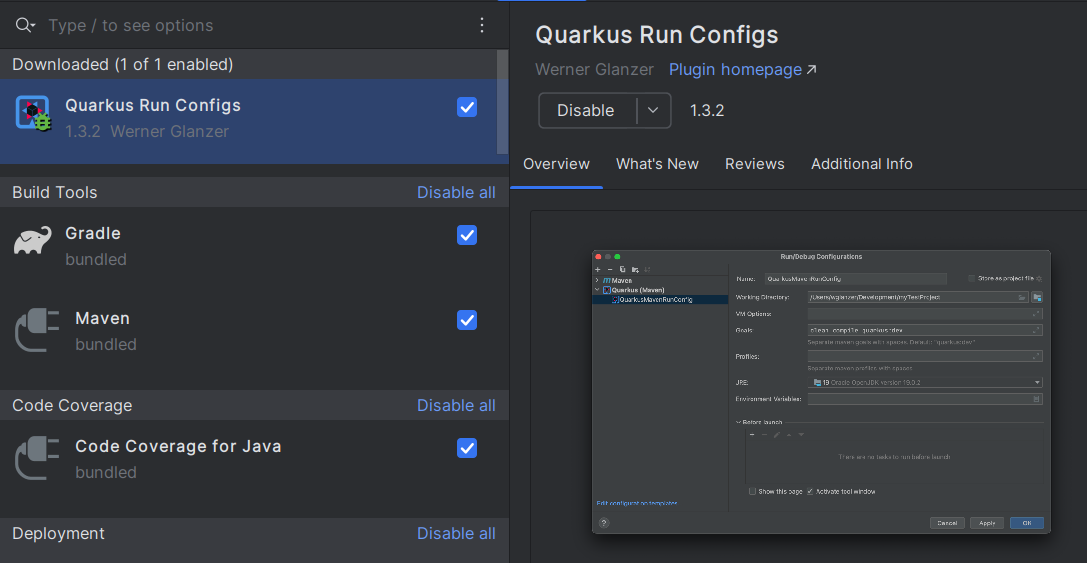 Type / to see options
Downloaded (1 of 1 enabled)
Quarkus Run Configs
1.3.2 Werner Glanzer
Build Tools Disable all
Gradle
bundled
Maven
bundled
Code Coverage Disable all
Code Coverage for Java
bundled
Deployment Disable all
Quarkus Run Configs
Werner Glanzer Plugin homepage
Disable 1.3.2
Overview What's New Reviews Additional Info
Run/Debug Configurations
Maven
Quarkus (Maven)
QuarkusMavenRunConfig
Edit configuration templates
Name: QuarkusMavenRunConfig Store as project file
Working Directory: /Users/wglanzer/Development/myTestProject
VM Options:
Goals: clean compile quarkus:dev
Separate maven goals with spaces. Default: "quarkus:dev"
Profiles:
Separate maven profiles with spaces
JRE: 19 Oracle OpenJDK version 19.0.2
Environment Variables:
Before launch
There are no tasks to run before launch
Show this page Activate tool window
? Cancel Apply OK